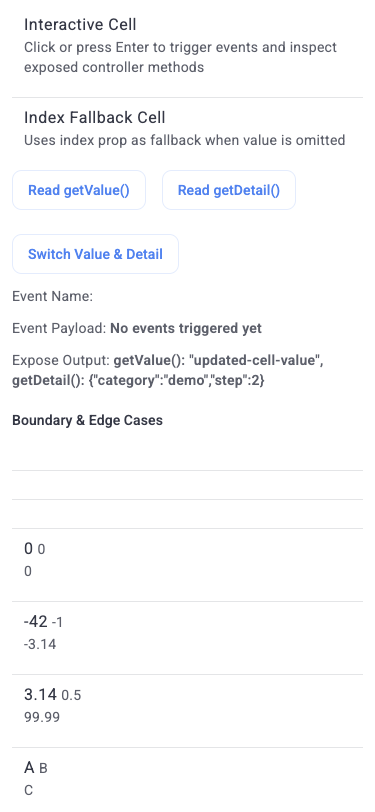 Interactive Cell
Click or press Enter to trigger events and inspect
exposed controller methods
Index Fallback Cell
Uses index prop as fallback when value is omitted
Read getValue() Read getDetail()
Switch Value & Detail
Event Name:
Event Payload: No events triggered yet
Expose Output: getValue(): "updated-cell-value",
getDetail(): {"category":"demo","step":2}
Boundary & Edge Cases
0 0
0
-42 -1
-3.14
3.14 0.5
99.99
A B
C